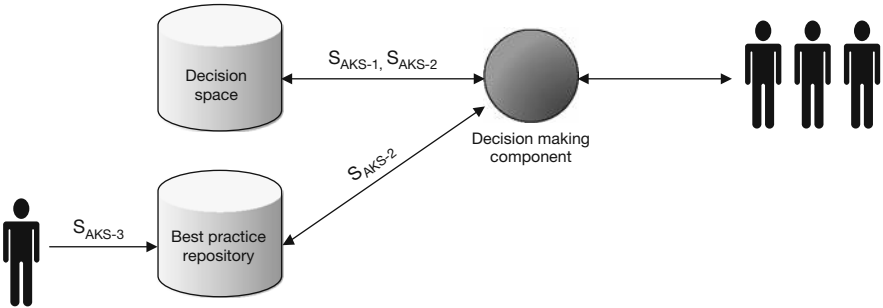 Decision
space
S_AKS-1, S_AKS-2
Decision making
component
S_AKS-2
S_AKS-3
Best practice
repository